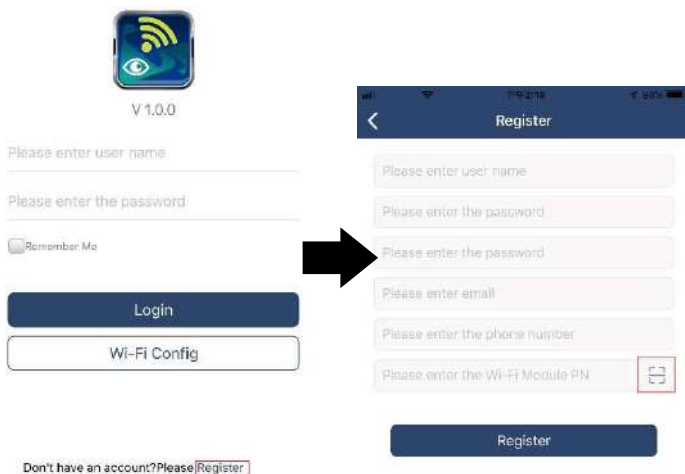 V 1.0.0
Please enter user name
Please enter the password
Remember Me
Login
Wi-Fi Config
Don't have an account?Please Register
Register
Please enter user name
Please enter the password
Please enter the password
Please enter email
Please enter the phone number
Please enter the Wi-Fi Module PN
Register